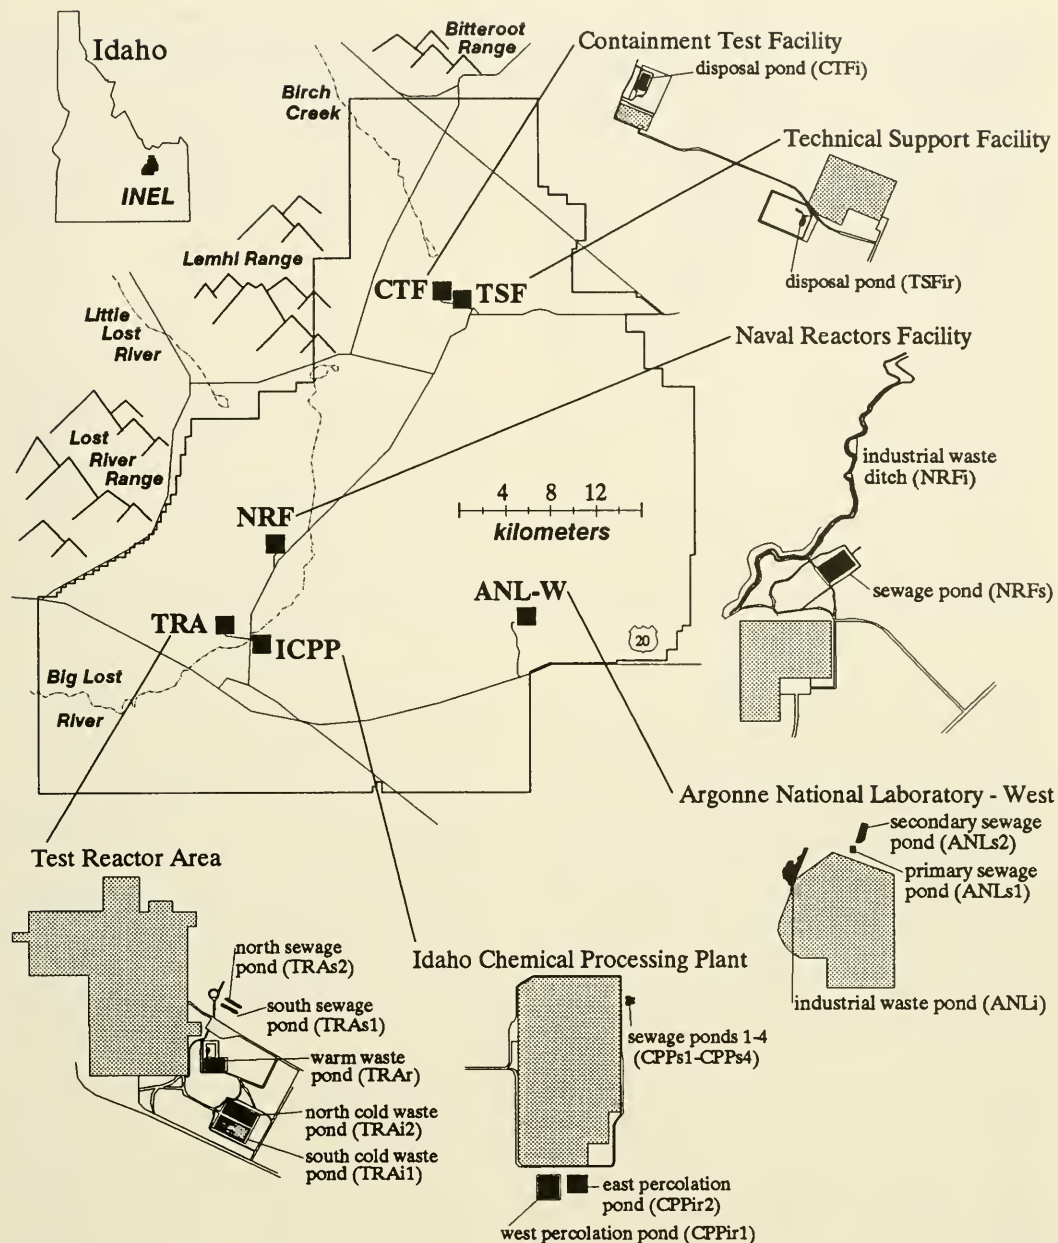 Idaho
INEL
Bitteroot
Range
Birch
Creek
Containment Test Facility
disposal pond (CTFi)
Technical Support Facility
disposal pond (TSFir)
Lemhi Range
CTF
TSF
Little
Lost
River
Naval Reactors Facility
Lost
River
Range
industrial waste
ditch (NRFi)
4 8 12
kilometers
NRF
sewage pond (NRFs)
ANL-W
TRA
ICPP
20
Big Lost
River
Argonne National Laboratory - West
secondary sewage
pond (ANLs2)
primary sewage
pond (ANLs1)
industrial waste pond (ANLi)
Test Reactor Area
north sewage
pond (TRAs2)
south sewage
pond (TRAs1)
warm waste
pond (TRAr)
north cold waste
pond (TRAi2)
south cold waste
pond (TRAi1)
Idaho Chemical Processing Plant
sewage ponds 1-4
(CPPs1-CPPs4)
east percolation
pond (CPPir2)
west percolation pond (CPPir1)